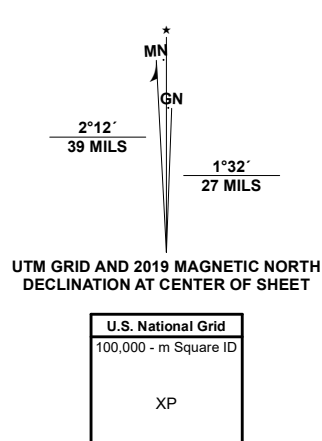 MN
GN
2°12´
39 MILS
1°32´
27 MILS
UTM GRID AND 2019 MAGNETIC NORTH
DECLINATION AT CENTER OF SHEET
U.S. National Grid
100,000 - m Square ID
XP